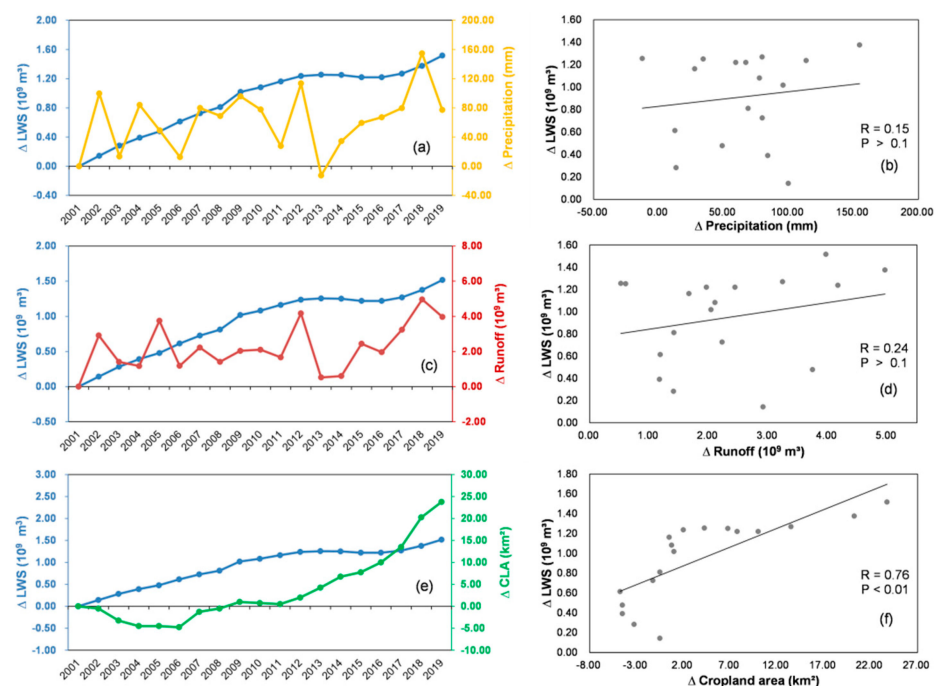 2.00
1.60
1.20
0.80
0.40
0.00
0.40
Δ LWS (10⁹ m³)
200.00
160.00
120.00
80.00
40.00
0.00
-40.00
Δ Precipitation (mm)
(a)
2001 2002 2003 2004 2005 2006 2007 2008 2009 2010 2011 2012 2013 2014 2015 2016 2017 2018 2019
1.60
1.40
1.20
1.00
0.80
0.60
0.40
0.20
0.00
Δ LWS (10⁹ m³)
R = 0.15
P > 0.1
(b)
-50.00 0.00 50.00 100.00 150.00 200.00
Δ Precipitation (mm)
2.00
1.50
1.00
0.50
0.00
-0.50
Δ LWS (10⁹ m³)
8.00
6.00
4.00
2.00
0.00
-2.00
Δ Runoff (10⁹ m³)
(c)
2001 2002 2003 2004 2005 2006 2007 2008 2009 2010 2011 2012 2013 2014 2015 2016 2017 2018 2019
1.60
1.40
1.20
1.00
0.80
0.60
0.40
0.20
0.00
Δ LWS (10⁹ m³)
R = 0.24
P > 0.1
(d)
0.00 1.00 2.00 3.00 4.00 5.00
Δ Runoff (10⁹ m³)
3.00
2.50
2.00
1.50
1.00
0.50
0.00
-0.50
-1.00
Δ LWS (10⁹ m³)
30.00
25.00
20.00
15.00
10.00
5.00
0.00
-5.00
-10.00
Δ CLA (km²)
(e)
2001 2002 2003 2004 2005 2006 2007 2008 2009 2010 2011 2012 2013 2014 2015 2016 2017 2018 2019
1.80
1.60
1.40
1.20
1.00
0.80
0.60
0.40
0.20
0.00
Δ LWS (10⁹ m³)
R = 0.76
P < 0.01
(f)
-8.00 -3.00 2.00 7.00 12.00 17.00 22.00 27.00
Δ Cropland area (km²)